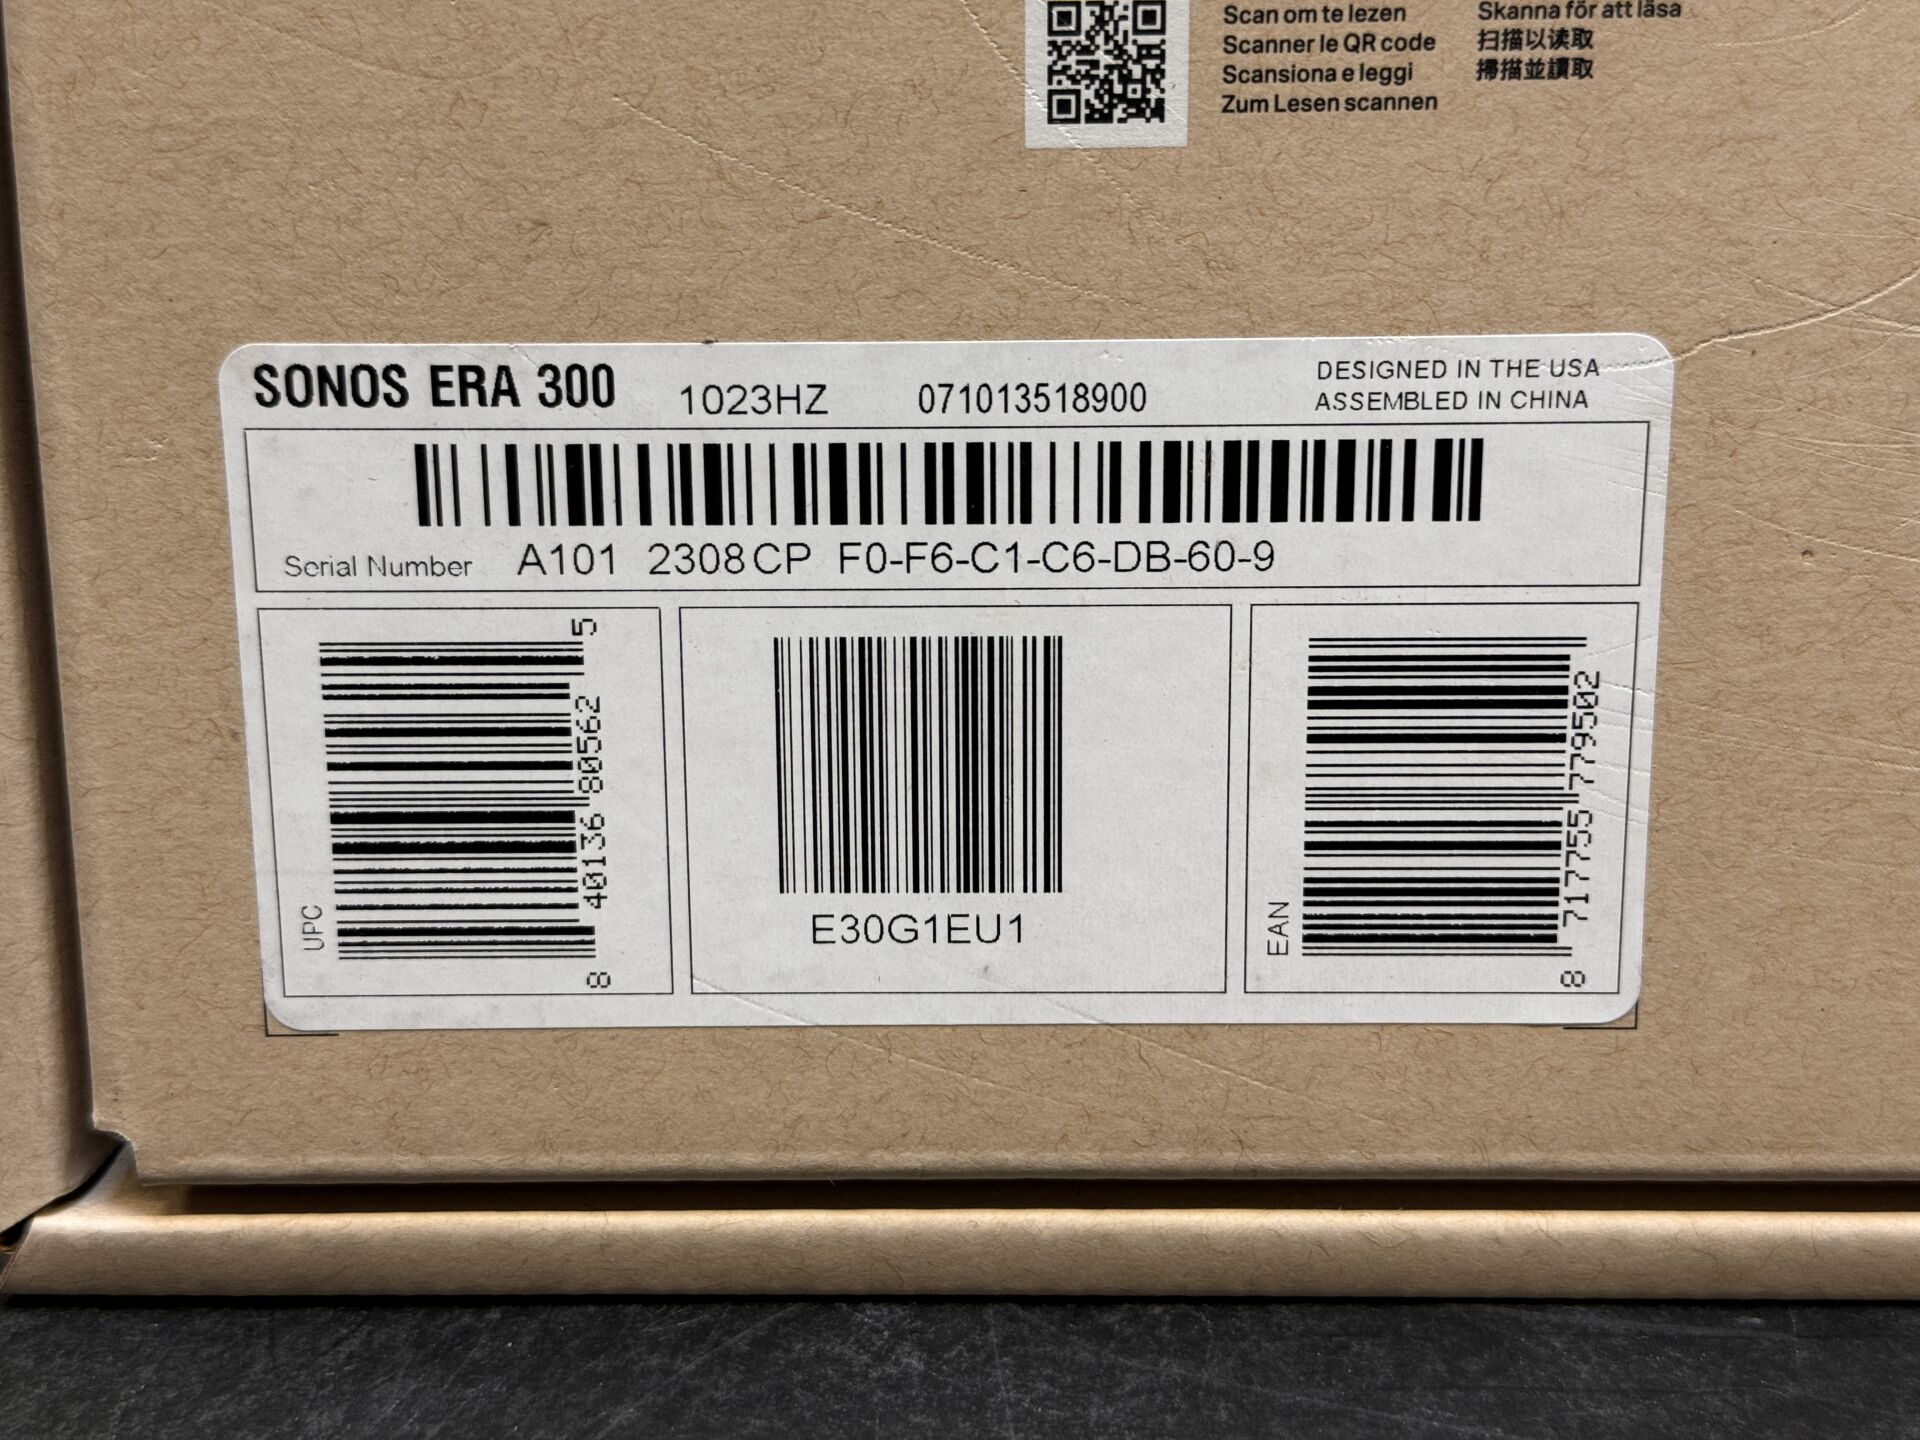 Scan om te lezen
Scanner le QR code
Scansiona e leggi
Zum Lesen scannen
Skanna för att läsa
扫描以读取
掃描並讀取
SONOS ERA 300 1023HZ 071013518900
DESIGNED IN THE USA
ASSEMBLED IN CHINA
Serial Number A101 2308CP F0-F6-C1-C6-DB-60-9
UPC
8 40136 80562 5
E30G1EU1
EAN
8 717755 779502